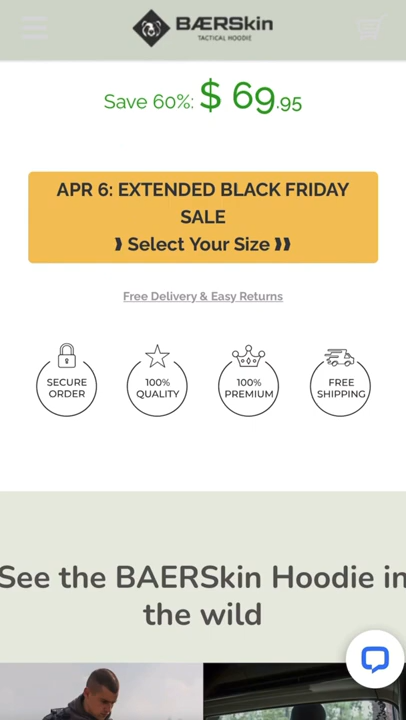 BÆRSkin
TACTICAL HOODIE
Save 60%: $ 69.95
APR 6: EXTENDED BLACK FRIDAY
SALE
❫ Select Your Size ❫❫
Free Delivery & Easy Returns
SECURE
ORDER
100%
QUALITY
100%
PREMIUM
FREE
SHIPPING
See the BAERSkin Hoodie in
the wild